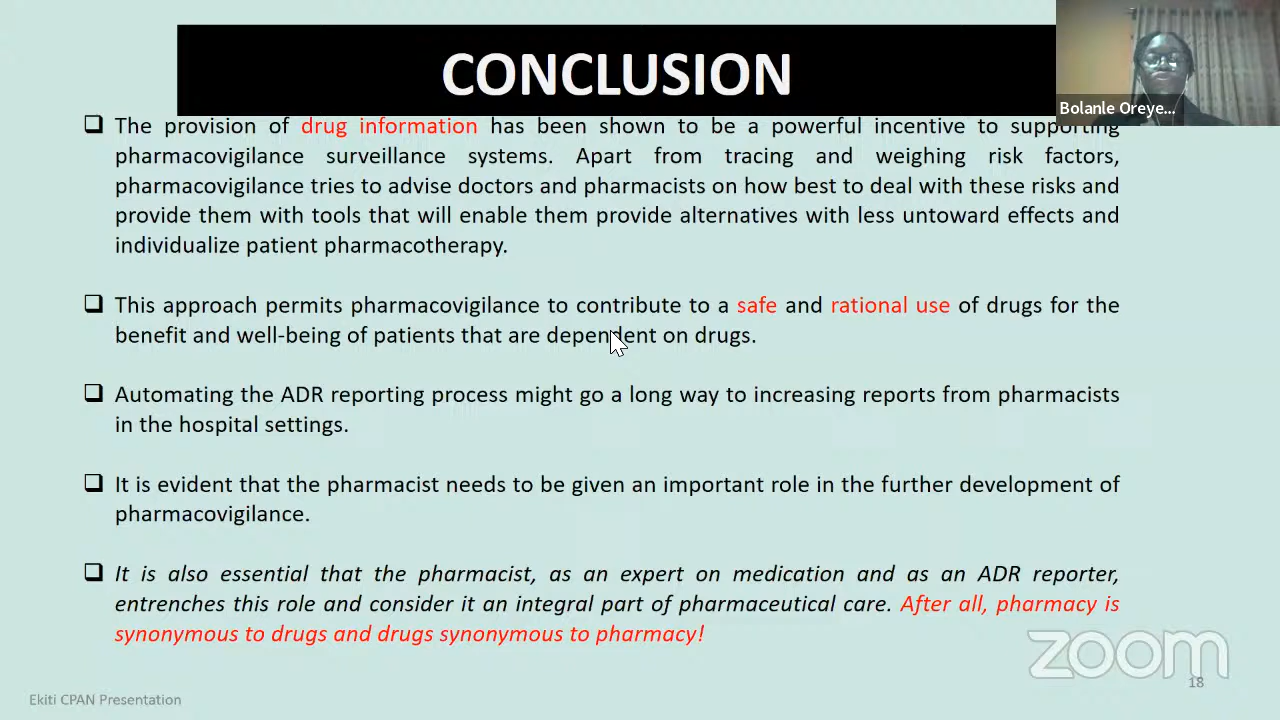 CONCLUSION
Bolanle Oreye...
❑ The provision of drug information has been shown to be a powerful incentive to supporting
pharmacovigilance surveillance systems. Apart from tracing and weighing risk factors,
pharmacovigilance tries to advise doctors and pharmacists on how best to deal with these risks and
provide them with tools that will enable them provide alternatives with less untoward effects and
individualize patient pharmacotherapy.
❑ This approach permits pharmacovigilance to contribute to a safe and rational use of drugs for the
benefit and well-being of patients that are dependent on drugs.
❑ Automating the ADR reporting process might go a long way to increasing reports from pharmacists
in the hospital settings.
❑ It is evident that the pharmacist needs to be given an important role in the further development of
pharmacovigilance.
❑ It is also essential that the pharmacist, as an expert on medication and as an ADR reporter,
entrenches this role and consider it an integral part of pharmaceutical care. After all, pharmacy is
synonymous to drugs and drugs synonymous to pharmacy!
zoom
18
Ekiti CPAN Presentation